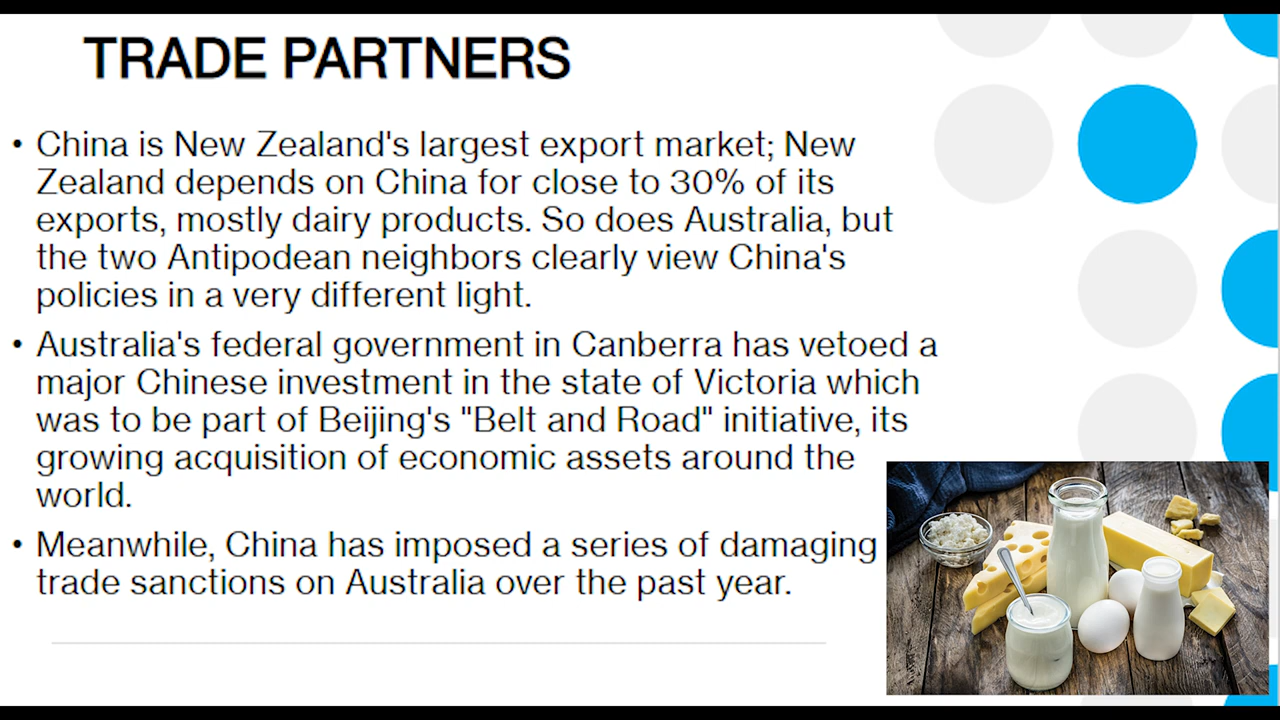 TRADE PARTNERS
• China is New Zealand's largest export market; New
Zealand depends on China for close to 30% of its
exports, mostly dairy products. So does Australia, but
the two Antipodean neighbors clearly view China's
policies in a very different light.
• Australia's federal government in Canberra has vetoed a
major Chinese investment in the state of Victoria which
was to be part of Beijing's "Belt and Road" initiative, its
growing acquisition of economic assets around the
world.
• Meanwhile, China has imposed a series of damaging
trade sanctions on Australia over the past year.